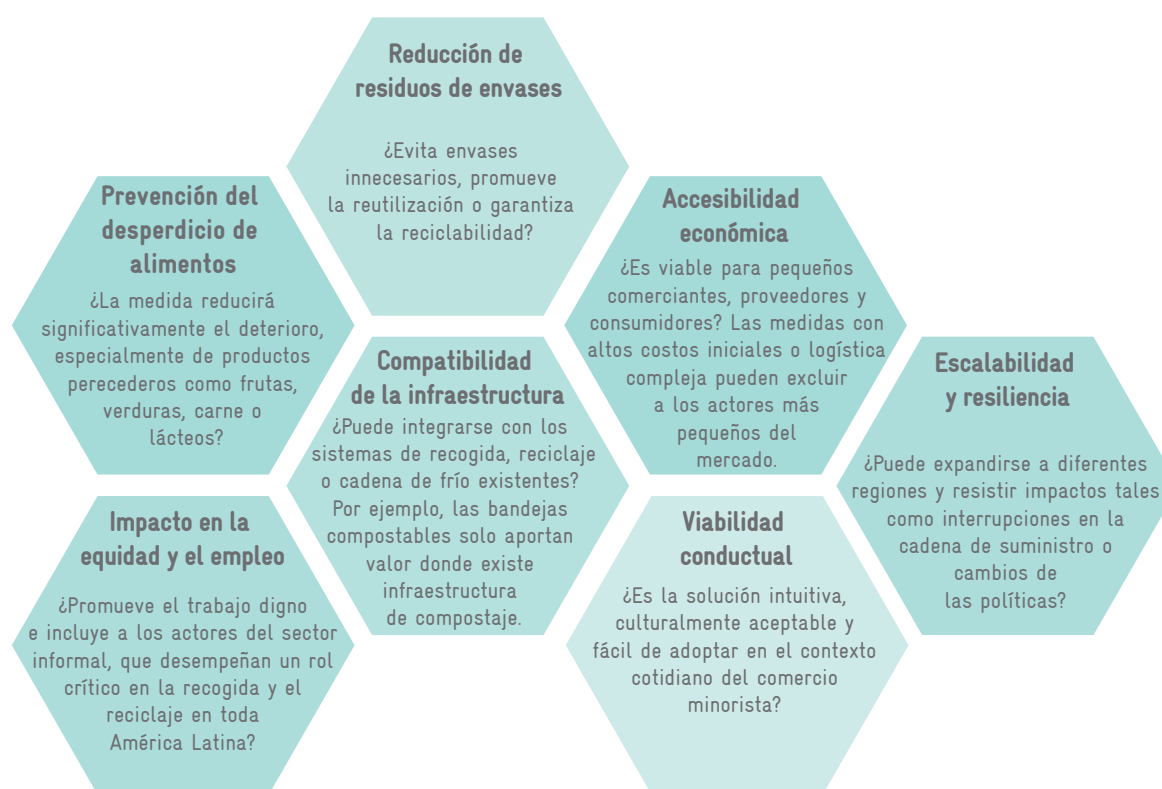 Reducción de
residuos de envases
¿Evita envases
innecesarios, promueve
la reutilización o garantiza
la reciclabilidad?
Prevención del
desperdicio de
alimentos
¿La medida reducirá
significativamente el deterioro,
especialmente de productos
perecederos como frutas,
verduras, carne o
lácteos?
Accesibilidad
económica
¿Es viable para pequeños
comerciantes, proveedores y
consumidores? Las medidas con
altos costos iniciales o logística
compleja pueden excluir
a los actores más
pequeños del
mercado.
Compatibilidad
de la infraestructura
¿Puede integrarse con los
sistemas de recogida, reciclaje
o cadena de frío existentes?
Por ejemplo, las bandejas
compostables solo aportan
valor donde existe
infraestructura
de compostaje.
Escalabilidad
y resiliencia
¿Puede expandirse a diferentes
regiones y resistir impactos tales
como interrupciones en la
cadena de suministro o
cambios de
las políticas?
Impacto en la
equidad y el empleo
¿Promueve el trabajo digno
e incluye a los actores del sector
informal, que desempeñan un rol
crítico en la recogida y el
reciclaje en toda
América Latina?
Viabilidad
conductual
¿Es la solución intuitiva,
culturalmente aceptable y
fácil de adoptar en el contexto
cotidiano del comercio
minorista?